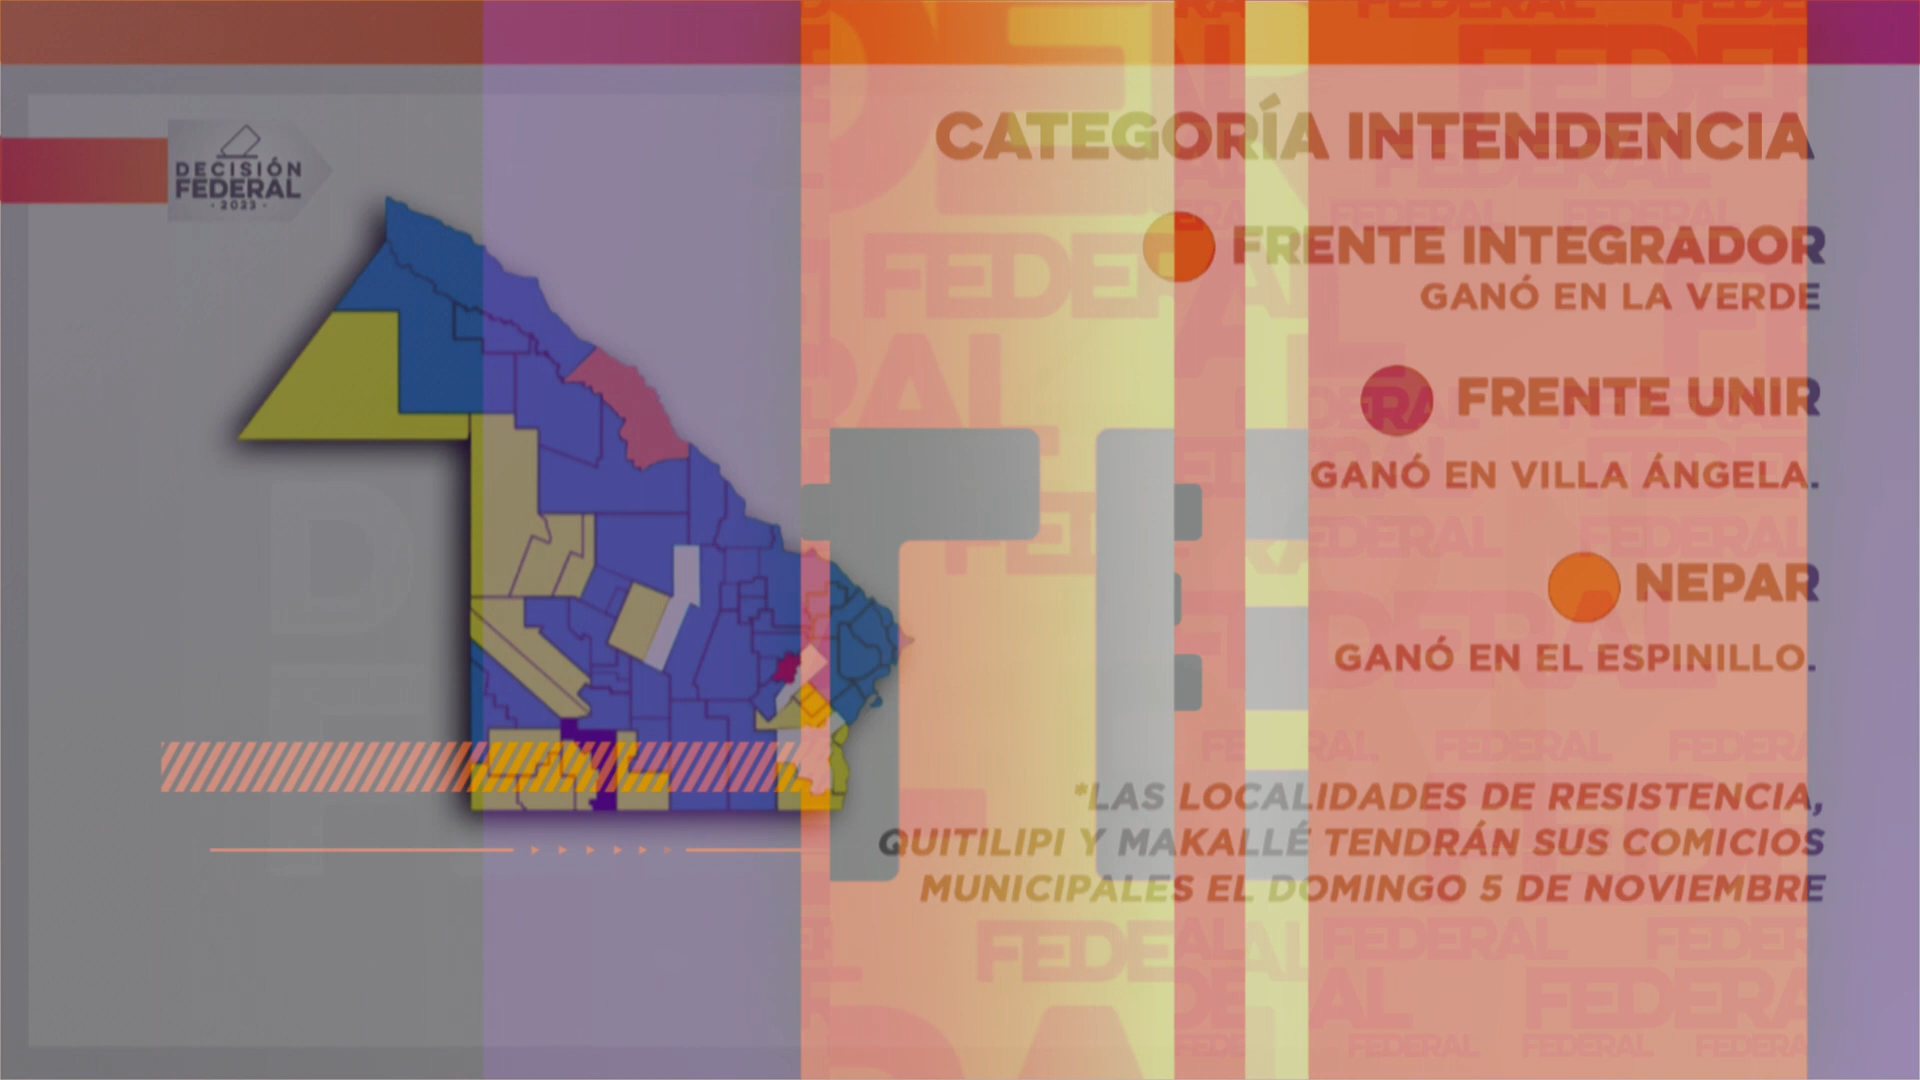 DECISIÓN
FEDERAL
· 2023 ·
CATEGORÍA INTENDENCIA
FRENTE INTEGRADOR
GANÓ EN LA VERDE
FRENTE UNIR
GANÓ EN VILLA ÁNGELA.
NEPAR
GANÓ EN EL ESPINILLO.
*LAS LOCALIDADES DE RESISTENCIA,
QUITILIPI Y MAKALLÉ TENDRÁN SUS COMICIOS
MUNICIPALES EL DOMINGO 5 DE NOVIEMBRE